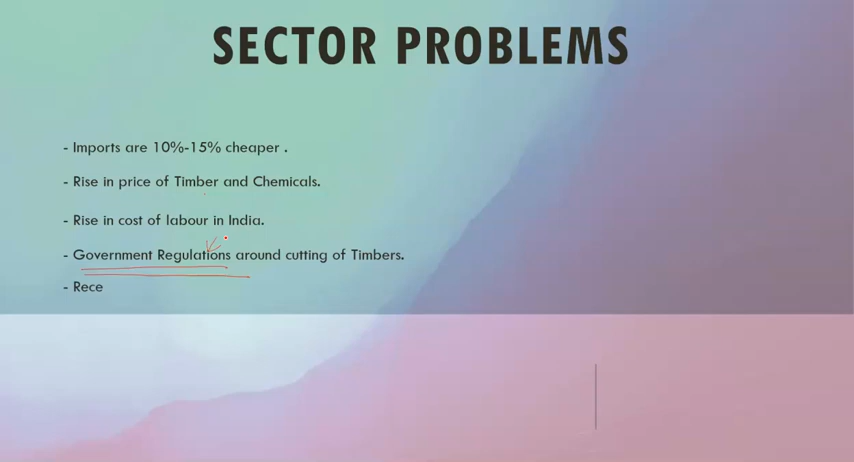 SECTOR PROBLEMS
- Imports are 10%-15% cheaper .
- Rise in price of Timber and Chemicals.
- Rise in cost of labour in India.
- Government Regulations around cutting of Timbers.
- Rece